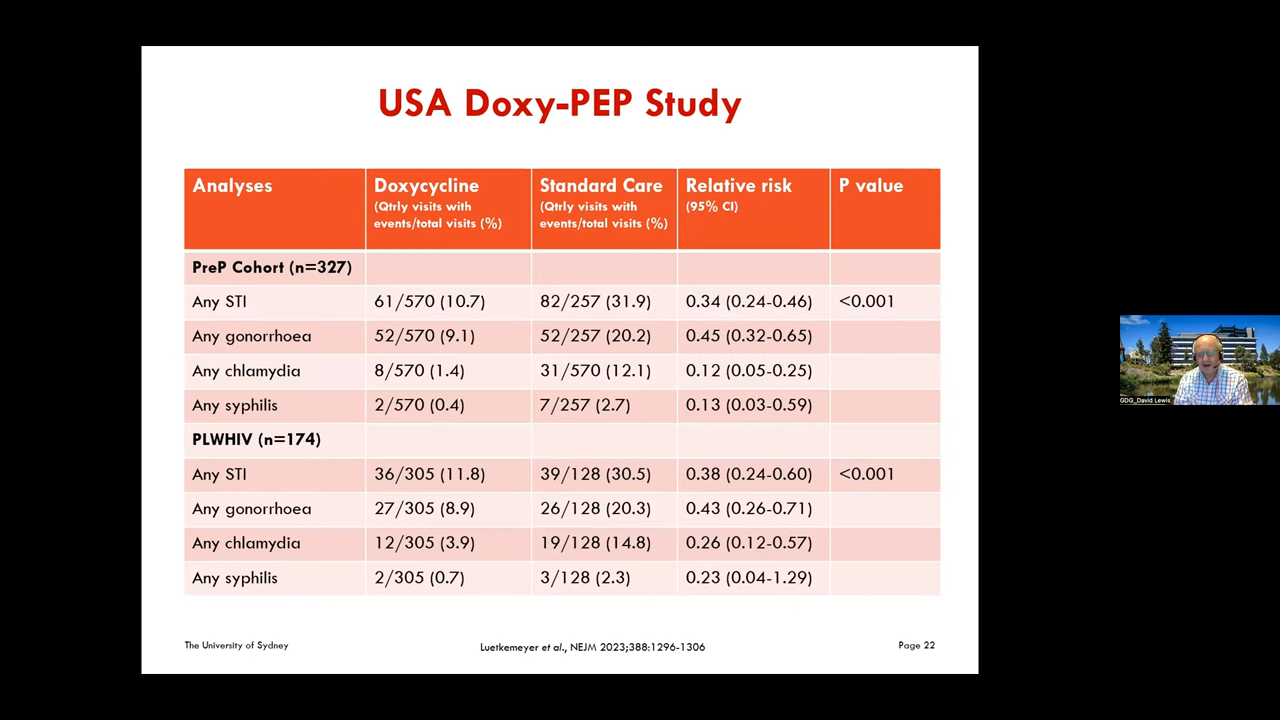 USA Doxy-PEP Study
Analyses
Doxycycline
(Qtrly visits with
events/total visits (%)
Standard Care
(Qtrly visits with
events/total visits (%)
Relative risk
(95% CI)
P value
PreP Cohort (n=327)
Any STI 61/570 (10.7) 82/257 (31.9) 0.34 (0.24-0.46) <0.001
Any gonorrhoea 52/570 (9.1) 52/257 (20.2) 0.45 (0.32-0.65)
Any chlamydia 8/570 (1.4) 31/570 (12.1) 0.12 (0.05-0.25)
Any syphilis 2/570 (0.4) 7/257 (2.7) 0.13 (0.03-0.59)
PLWHIV (n=174)
Any STI 36/305 (11.8) 39/128 (30.5) 0.38 (0.24-0.60) <0.001
Any gonorrhoea 27/305 (8.9) 26/128 (20.3) 0.43 (0.26-0.71)
Any chlamydia 12/305 (3.9) 19/128 (14.8) 0.26 (0.12-0.57)
Any syphilis 2/305 (0.7) 3/128 (2.3) 0.23 (0.04-1.29)
The University of Sydney
Luetkemeyer et al., NEJM 2023;388:1296-1306
Page 22
GDG_David Lewis